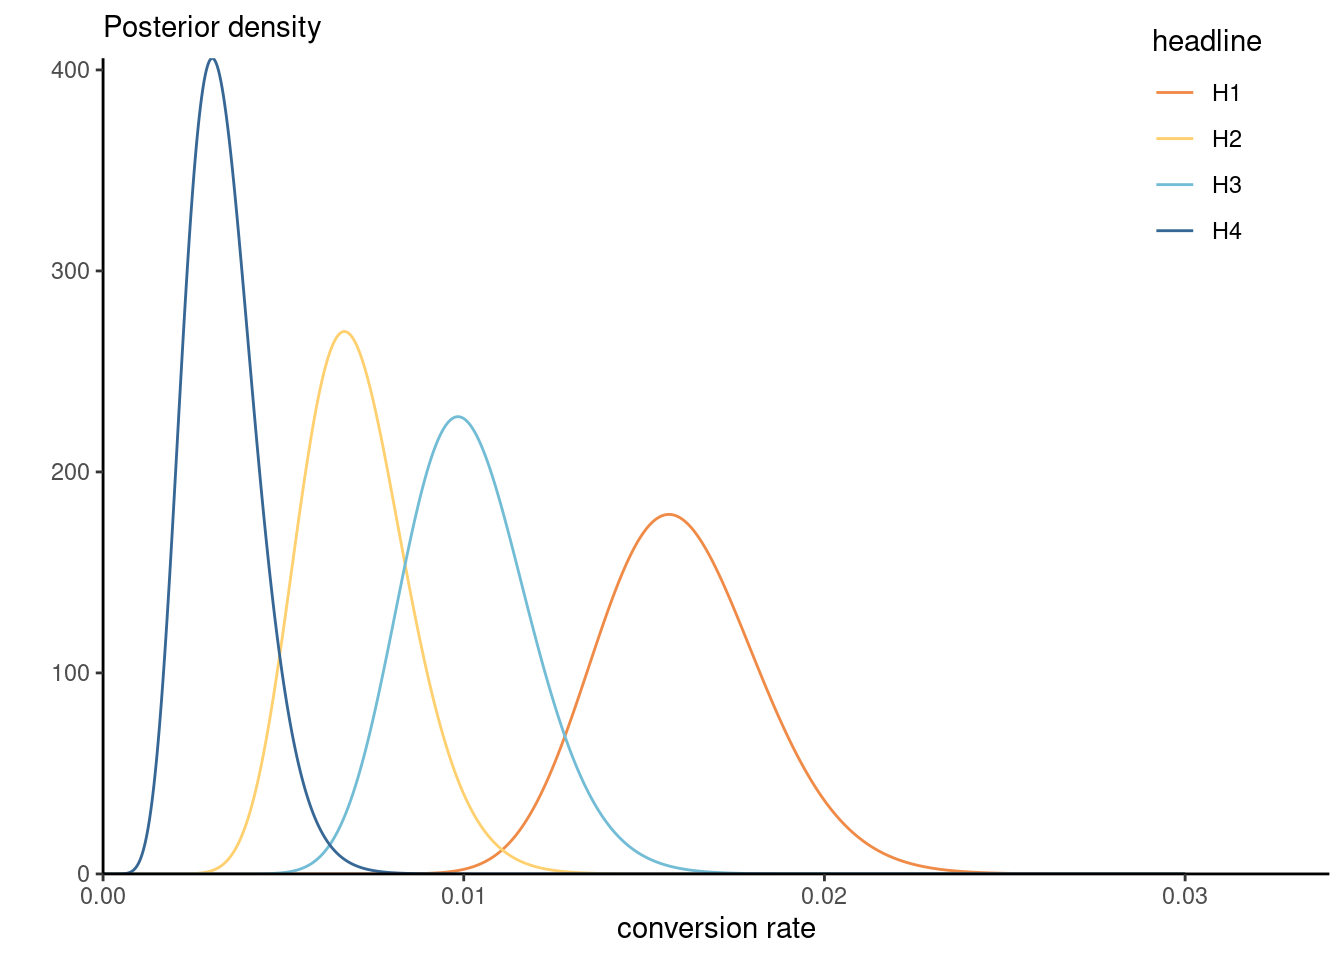 Posterior density
headline
H1
H2
H3
H4
400
300
200
100
0
0.00 0.01 0.02 0.03
conversion rate